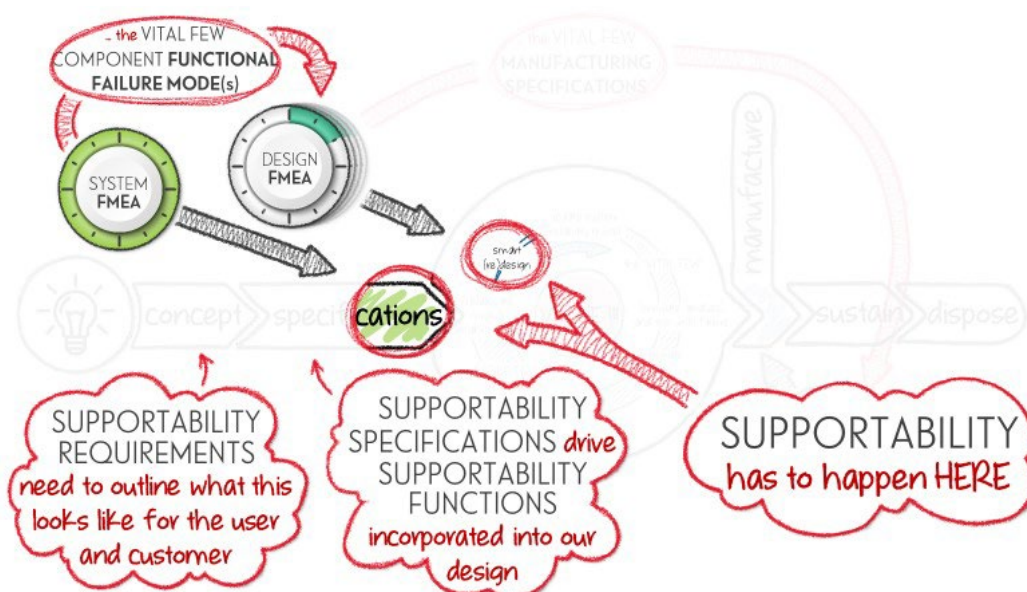 ... the VITAL FEW
COMPONENT FUNCTIONAL
FAILURE MODE(s)
the VITAL FEW
MANUFACTURING
SPECIFICATIONS
SYSTEM
FMEA
DESIGN
FMEA
manufacture
smart
(re)design
concept
specifi
cations
sustain
dispose
SUPPORTABILITY
REQUIREMENTS
need to outline what this
looks like for the user
and customer
SUPPORTABILITY
SPECIFICATIONS drive
SUPPORTABILITY
FUNCTIONS
incorporated into our
design
SUPPORTABILITY
has to happen HERE